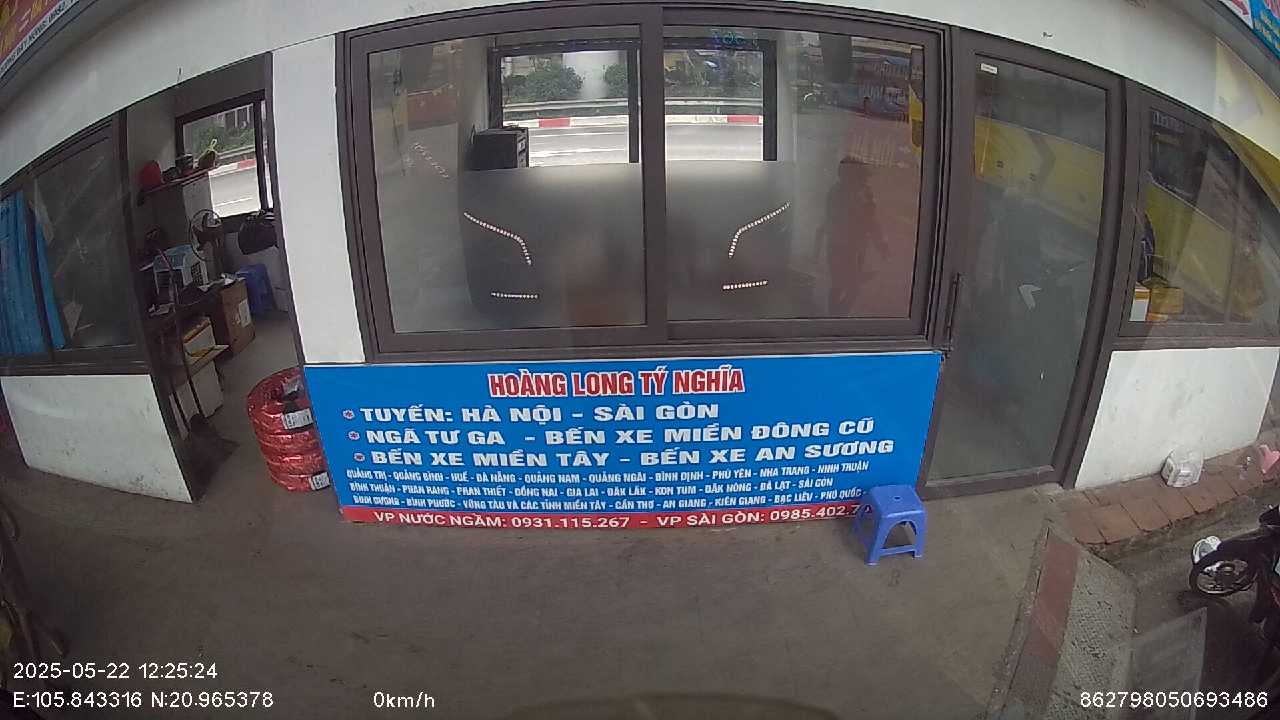 HOÀNG LONG TÝ NGHĨA
TUYẾN: HÀ NỘI - SÀI GÒN
NGÃ TƯ GA - BẾN XE MIỀN ĐÔNG CŨ
BẾN XE MIỀN TÂY - BẾN XE AN SƯƠNG
QUẢNG TRỊ - QUẢNG BÌNH - HUẾ - ĐÀ NẴNG - QUẢNG NAM - QUẢNG NGÃI - BÌNH ĐỊNH - PHÚ YÊN - NHA TRANG - NINH THUẬN
BÌNH THUẬN - PHAN RANG - PHAN THIẾT - ĐỒNG NAI - GIA LAI - ĐĂK LĂK - KON TUM - ĐĂK NÔNG - ĐÀ LẠT - SÀI GÒN
BÌNH DƯƠNG - BÌNH PHƯỚC - VŨNG TÀU VÀ CÁC TỈNH MIỀN TÂY - CẦN THƠ - AN GIANG - KIÊN GIANG - BẠC LIÊU - PHÚ QUỐC
VP NƯỚC NGẦM: 0931.115.267 - VP SÀI GÒN: 0985.402.7
2025-05-22 12:25:24
E:105.843316 N:20.965378 0km/h 862798050693486